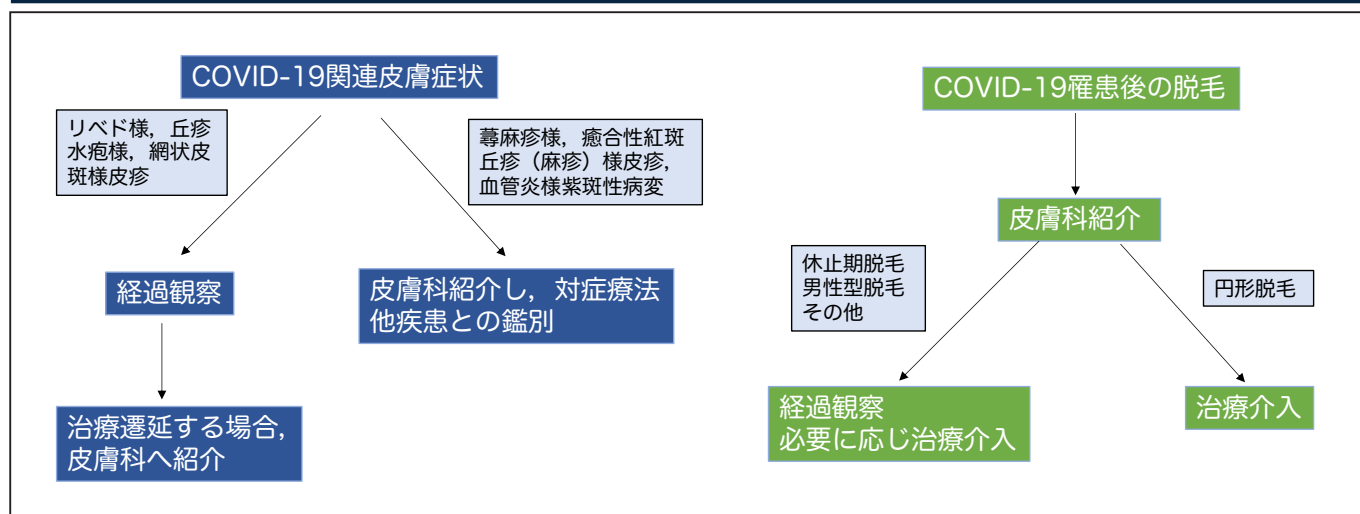 COVID-19関連皮膚症状
リベド様，丘疹
水疱様，網状皮
斑様皮疹
蕁麻疹様，癒合性紅斑
丘疹（麻疹）様皮疹，
血管炎様紫斑性病変
経過観察
皮膚科紹介し，対症療法
他疾患との鑑別
治療遷延する場合，
皮膚科へ紹介
COVID-19罹患後の脱毛
皮膚科紹介
休止期脱毛
男性型脱毛
その他
円形脱毛
経過観察
必要に応じ治療介入
治療介入